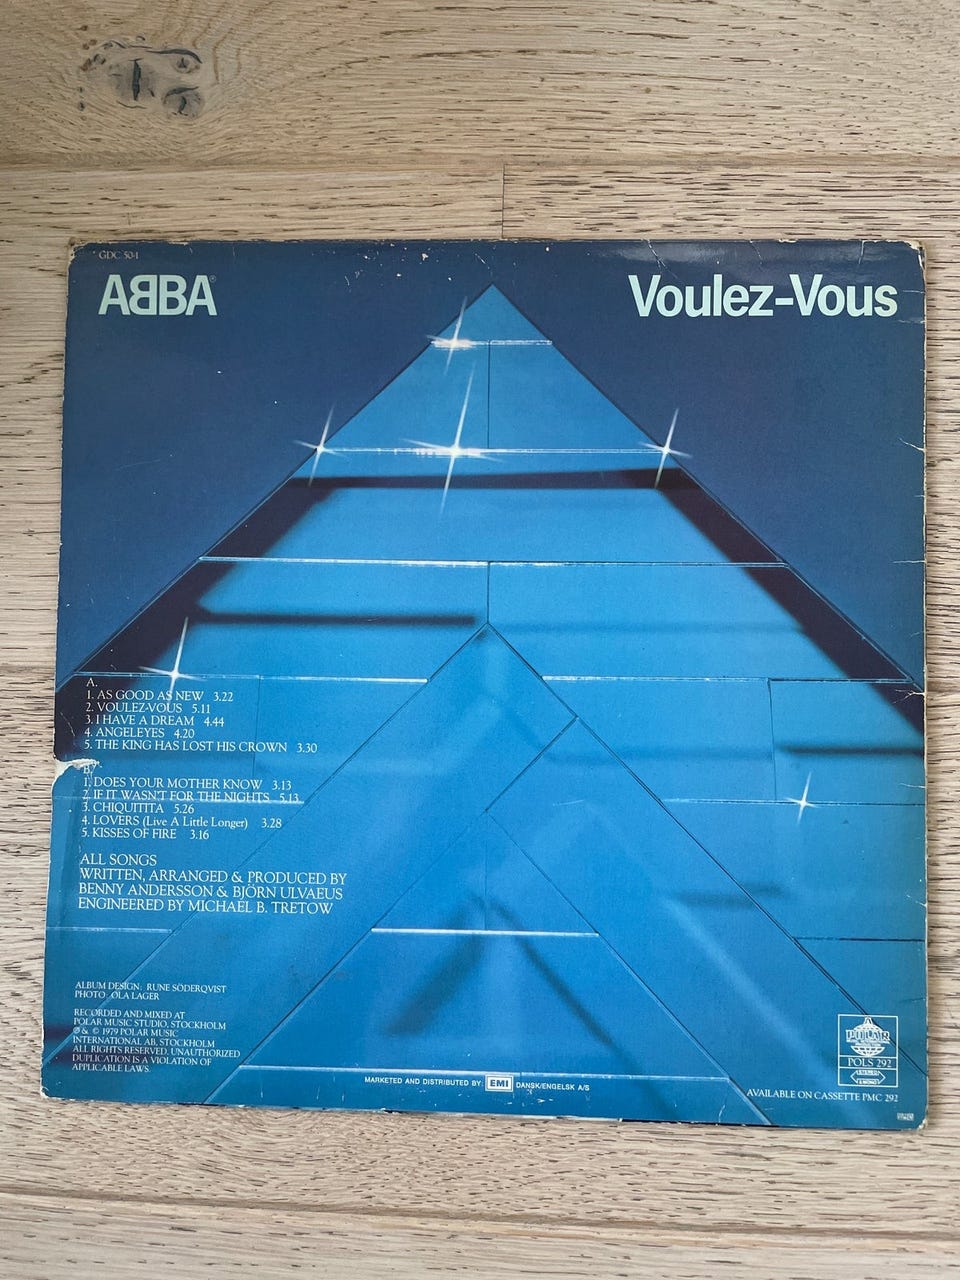 GDC 50-1
ABBA®
Voulez-Vous
A.
1. AS GOOD AS NEW 3.22
2. VOULEZ-VOUS 5.11
3. I HAVE A DREAM 4.44
4. ANGELEYES 4.20
5. THE KING HAS LOST HIS CROWN 3.30
B.
1. DOES YOUR MOTHER KNOW 3.13
2. IF IT WASN'T FOR THE NIGHTS 5.13
3. CHIQUITITA 5.26
4. LOVERS (Live A Little Longer) 3.28
5. KISSES OF FIRE 3.16
ALL SONGS
WRITTEN, ARRANGED & PRODUCED BY
BENNY ANDERSSON & BJÖRN ULVAEUS
ENGINEERED BY MICHAEL B. TRETOW
ALBUM DESIGN: RUNE SÖDERQVIST
PHOTO: OLA LAGER
RECORDED AND MIXED AT
POLAR MUSIC STUDIO, STOCKHOLM
℗ & © 1979 POLAR MUSIC
INTERNATIONAL AB, STOCKHOLM
ALL RIGHTS RESERVED. UNAUTHORIZED
DUPLICATION IS A VIOLATION OF
APPLICABLE LAWS.
MARKETED AND DISTRIBUTED BY: EMI DANSK/ENGELSK A/S
POLAR
POLS 292
STEREO
& MONO
AVAILABLE ON CASSETTE PMC 292